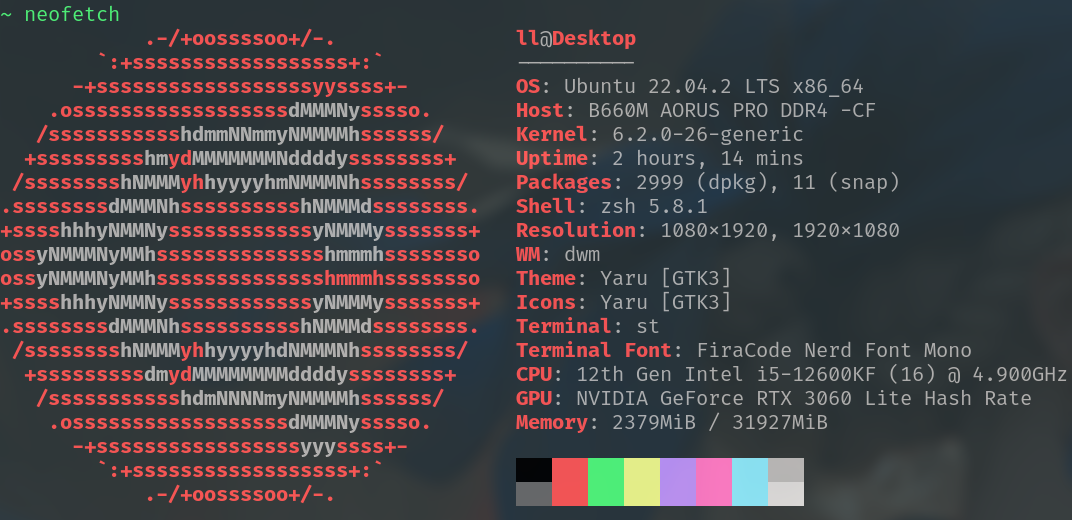 ~ neofetch
.-/+oossssoo+/-.
`:+ssssssssssssssssss+:`
-+ssssssssssssssssssyyssss+-
.ossssssssssssssssssdMMMNysssso.
/ssssssssssshdmmNNmmyNMMMMhssssss/
+ssssssssshmydMMMMMMMNddddyssssssss+
/sssssssshNMMMyhhyyyyhmNMMMNhssssssss/
.ssssssssdMMMNhsssssssssshNMMMdssssssss.
+sssshhhyNMMNyssssssssssssyNMMMysssssss+
ossyNMMMNyMMhsssssssssssssshmmmhssssssso
ossyNMMMNyMMhsssssssssssssshmmmhssssssso
+sssshhhyNMMNyssssssssssssyNMMMysssssss+
.ssssssssdMMMNhsssssssssshNMMMdssssssss.
/sssssssshNMMMyhhyyyyhdNMMMNhssssssss/
+sssssssssdmydMMMMMMMMddddyssssssss+
/ssssssssssshdmNNNNmyNMMMMhssssss/
.ossssssssssssssssssdMMMNysssso.
-+sssssssssssssssssyyyssss+-
`:+ssssssssssssssssss+:`
.-/+oossssoo+/-.
ll@Desktop
----------
OS: Ubuntu 22.04.2 LTS x86_64
Host: B660M AORUS PRO DDR4 -CF
Kernel: 6.2.0-26-generic
Uptime: 2 hours, 14 mins
Packages: 2999 (dpkg), 11 (snap)
Shell: zsh 5.8.1
Resolution: 1080x1920, 1920x1080
WM: dwm
Theme: Yaru [GTK3]
Icons: Yaru [GTK3]
Terminal: st
Terminal Font: FiraCode Nerd Font Mono
CPU: 12th Gen Intel i5-12600KF (16) @ 4.900GHz
GPU: NVIDIA GeForce RTX 3060 Lite Hash Rate
Memory: 2379MiB / 31927MiB